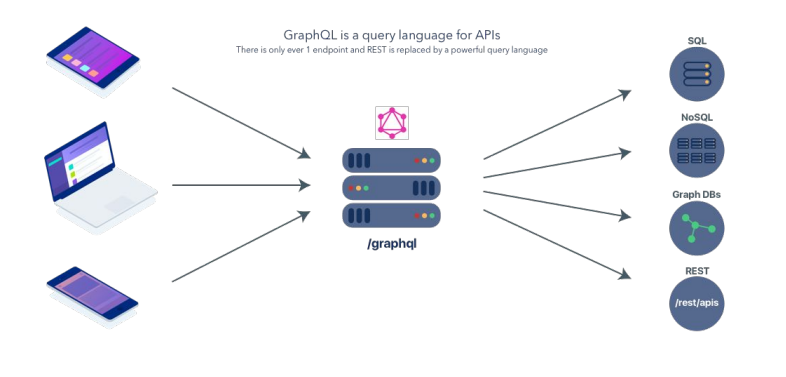 GraphQL is a query language for APIs
There is only ever 1 endpoint and REST is replaced by a powerful query language
/graphql
SQL
NoSQL
Graph DBs
REST
/rest/apis